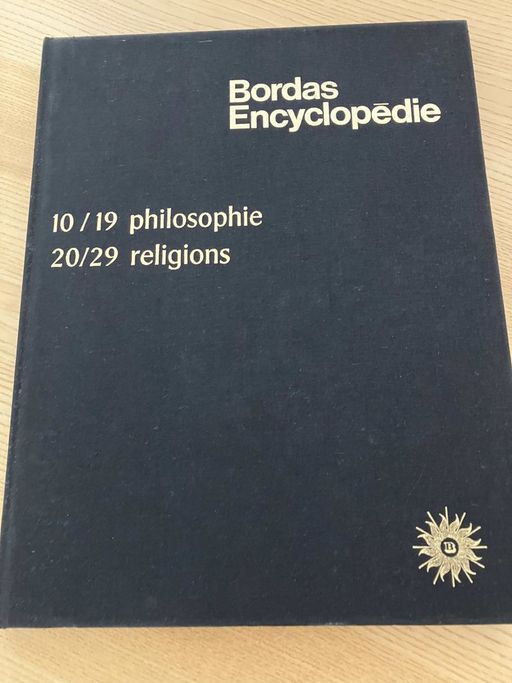 Bordas
Encyclopēdie
10/19 philosophie
20/29 religions
B